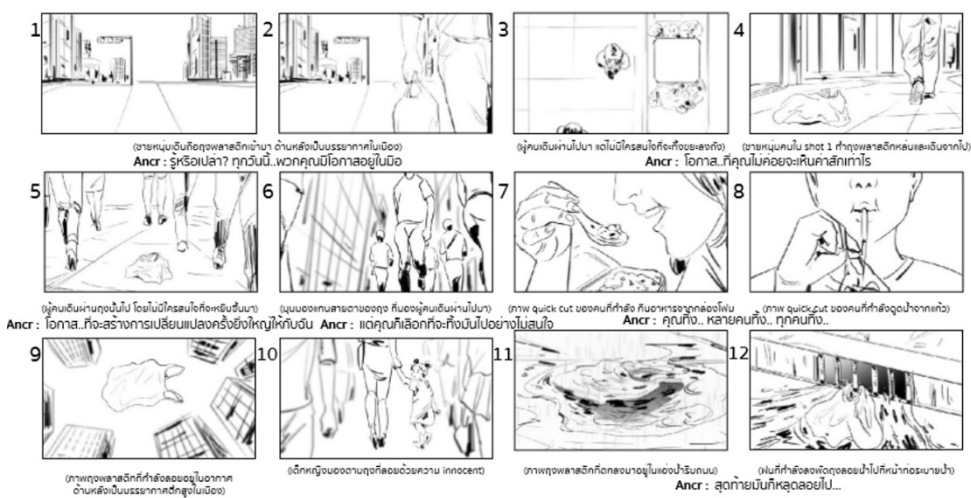 1
2
3
4
(ชายหนุ่มเดินถือถุงพลาสติกเข้ามา ด้านหลังเป็นบรรยากาศในเมือง)
Ancr : รู้หรือเปล่า? ทุกวันนี้..พวกคุณมีโอกาสอยู่ในมือ
(ผู้คนเดินผ่านไปมา แต่ไม่มีใครสนใจที่จะทิ้งขยะลงถัง)
(ชายหนุ่มคนใน shot 1 ทำถุงพลาสติกหล่นและเดินจากไป)
Ancr : โอกาส..ที่คุณไม่ค่อยจะเห็นค่าสักเท่าไร
5
6
7
8
(ผู้คนเดินผ่านถุงนั้นไป โดยไม่มีใครสนใจที่จะหยิบขึ้นมา)
(มุมมองแทนสายตาของถุง ที่มองผู้คนเดินผ่านไปมา)
(ภาพ quick cut ของคนที่กำลัง กินอาหารจากกล่องโฟม)
(ภาพ quick cut ของคนที่กำลังดูดน้ำจากแก้ว)
Ancr : โอกาส..ที่จะสร้างการเปลี่ยนแปลงครั้งยิ่งใหญ่ให้กับฉัน
Ancr : แต่คุณก็เลือกที่จะทิ้งมันไปอย่างไม่สนใจ
Ancr : คุณทิ้ง.. หลายคนทิ้ง.. ทุกคนทิ้ง..
9
10
11
12
(ภาพถุงพลาสติกที่กำลังลอยอยู่ในอากาศ
ด้านหลังเป็นบรรยากาศตึกสูงในเมือง)
(เด็กหญิงมองตามถุงที่ลอยด้วยความ innocent)
(ภาพถุงพลาสติกที่ตกลงมาอยู่ในแอ่งน้ำริมถนน)
(ฝนที่กำลังลงพัดถุงลอยน้ำไปที่หน้าท่อระบายน้ำ)
Ancr : สุดท้ายมันก็หลุดลอยไป...